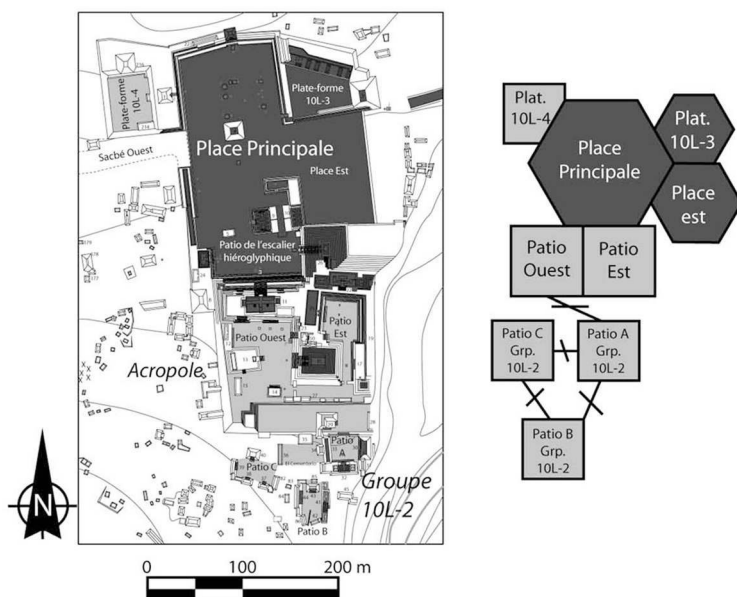 Plate-forme
10L-4
Plate-forme
10L-3
Sacbé Ouest
Place Principale
Place Est
Patio de l'escalier
hiéroglyphique
Patio Ouest
Patio
Est
Acropole
Patio
A
Patio C
Groupe
10L-2
Patio B
N
0 100 200 m
Plat.
10L-4
Place
Principale
Plat.
10L-3
Place
est
Patio
Ouest
Patio
Est
Patio C
Grp.
10L-2
Patio A
Grp.
10L-2
Patio B
Grp.
10L-2